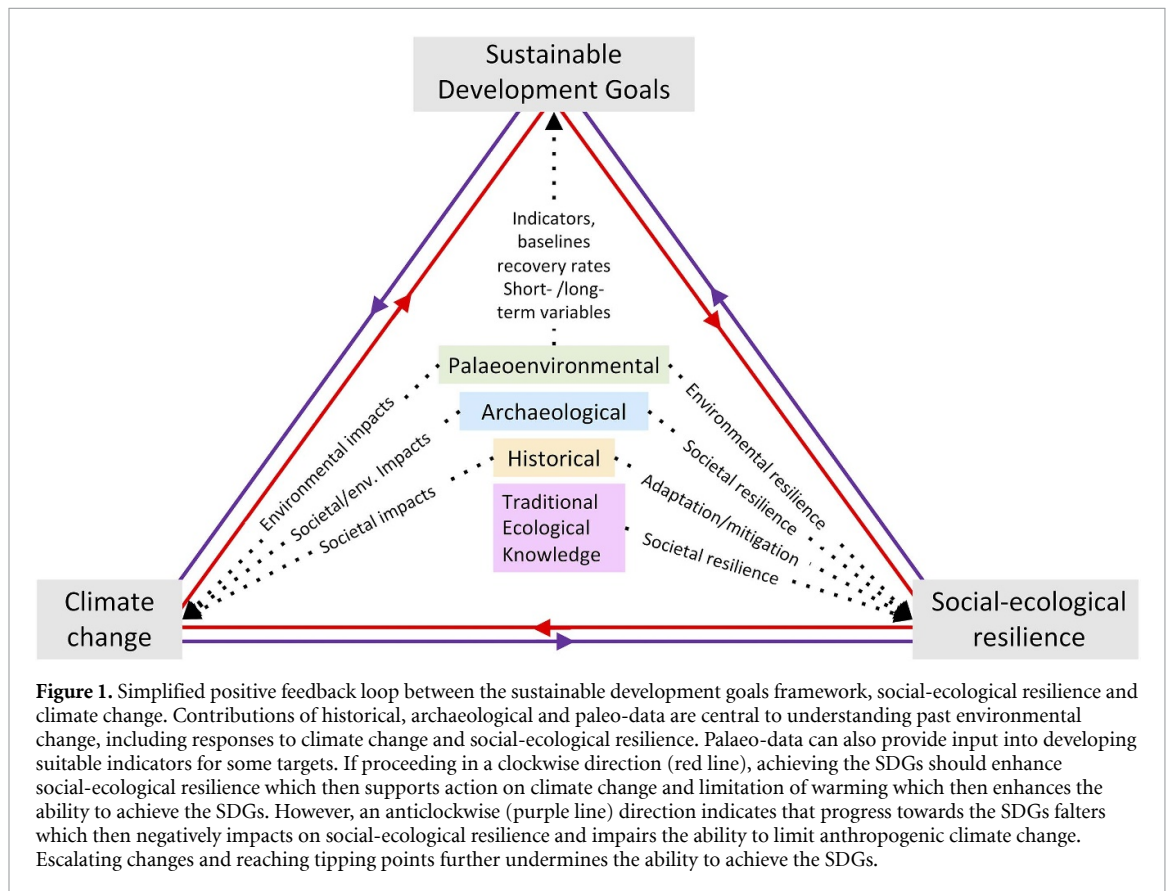 Sustainable
Development Goals
Indicators,
baselines
recovery rates
Short- /long-
term variables
Palaeoenvironmental
Archaeological
Historical
Traditional
Ecological
Knowledge
Environmental impacts
Societal/env. Impacts
Societal impacts
Environmental resilience
Societal resilience
Adaptation/mitigation
Societal resilience
Climate
change
Social-ecological
resilience
Figure 1. Simplified positive feedback loop between the sustainable development goals framework, social-ecological resilience and
climate change. Contributions of historical, archaeological and paleo-data are central to understanding past environmental
change, including responses to climate change and social-ecological resilience. Palaeo-data can also provide input into developing
suitable indicators for some targets. If proceeding in a clockwise direction (red line), achieving the SDGs should enhance
social-ecological resilience which then supports action on climate change and limitation of warming which then enhances the
ability to achieve the SDGs. However, an anticlockwise (purple line) direction indicates that progress towards the SDGs falters
which then negatively impacts on social-ecological resilience and impairs the ability to limit anthropogenic climate change.
Escalating changes and reaching tipping points further undermines the ability to achieve the SDGs.